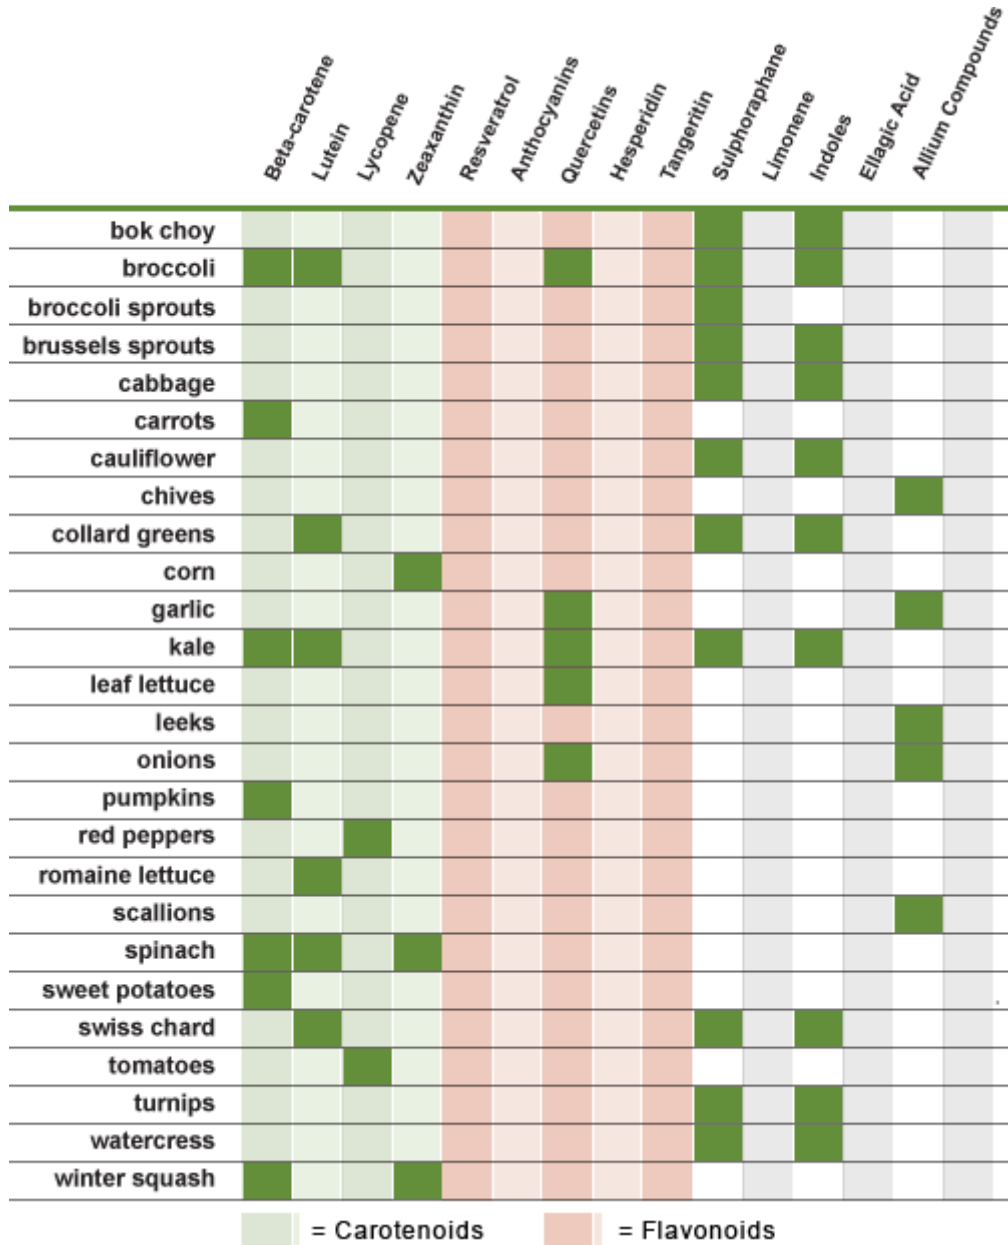 Beta-carotene
Lutein
Lycopene
Zeaxanthin
Resveratrol
Anthocyanins
Quercetins
Hesperidin
Tangeritin
Sulphoraphane
Limonene
Indoles
Ellagic Acid
Allium Compounds
bok choy
broccoli
broccoli sprouts
brussels sprouts
cabbage
carrots
cauliflower
chives
collard greens
corn
garlic
kale
leaf lettuce
leeks
onions
pumpkins
red peppers
romaine lettuce
scallions
spinach
sweet potatoes
swiss chard
tomatoes
turnips
watercress
winter squash
= Carotenoids = Flavonoids